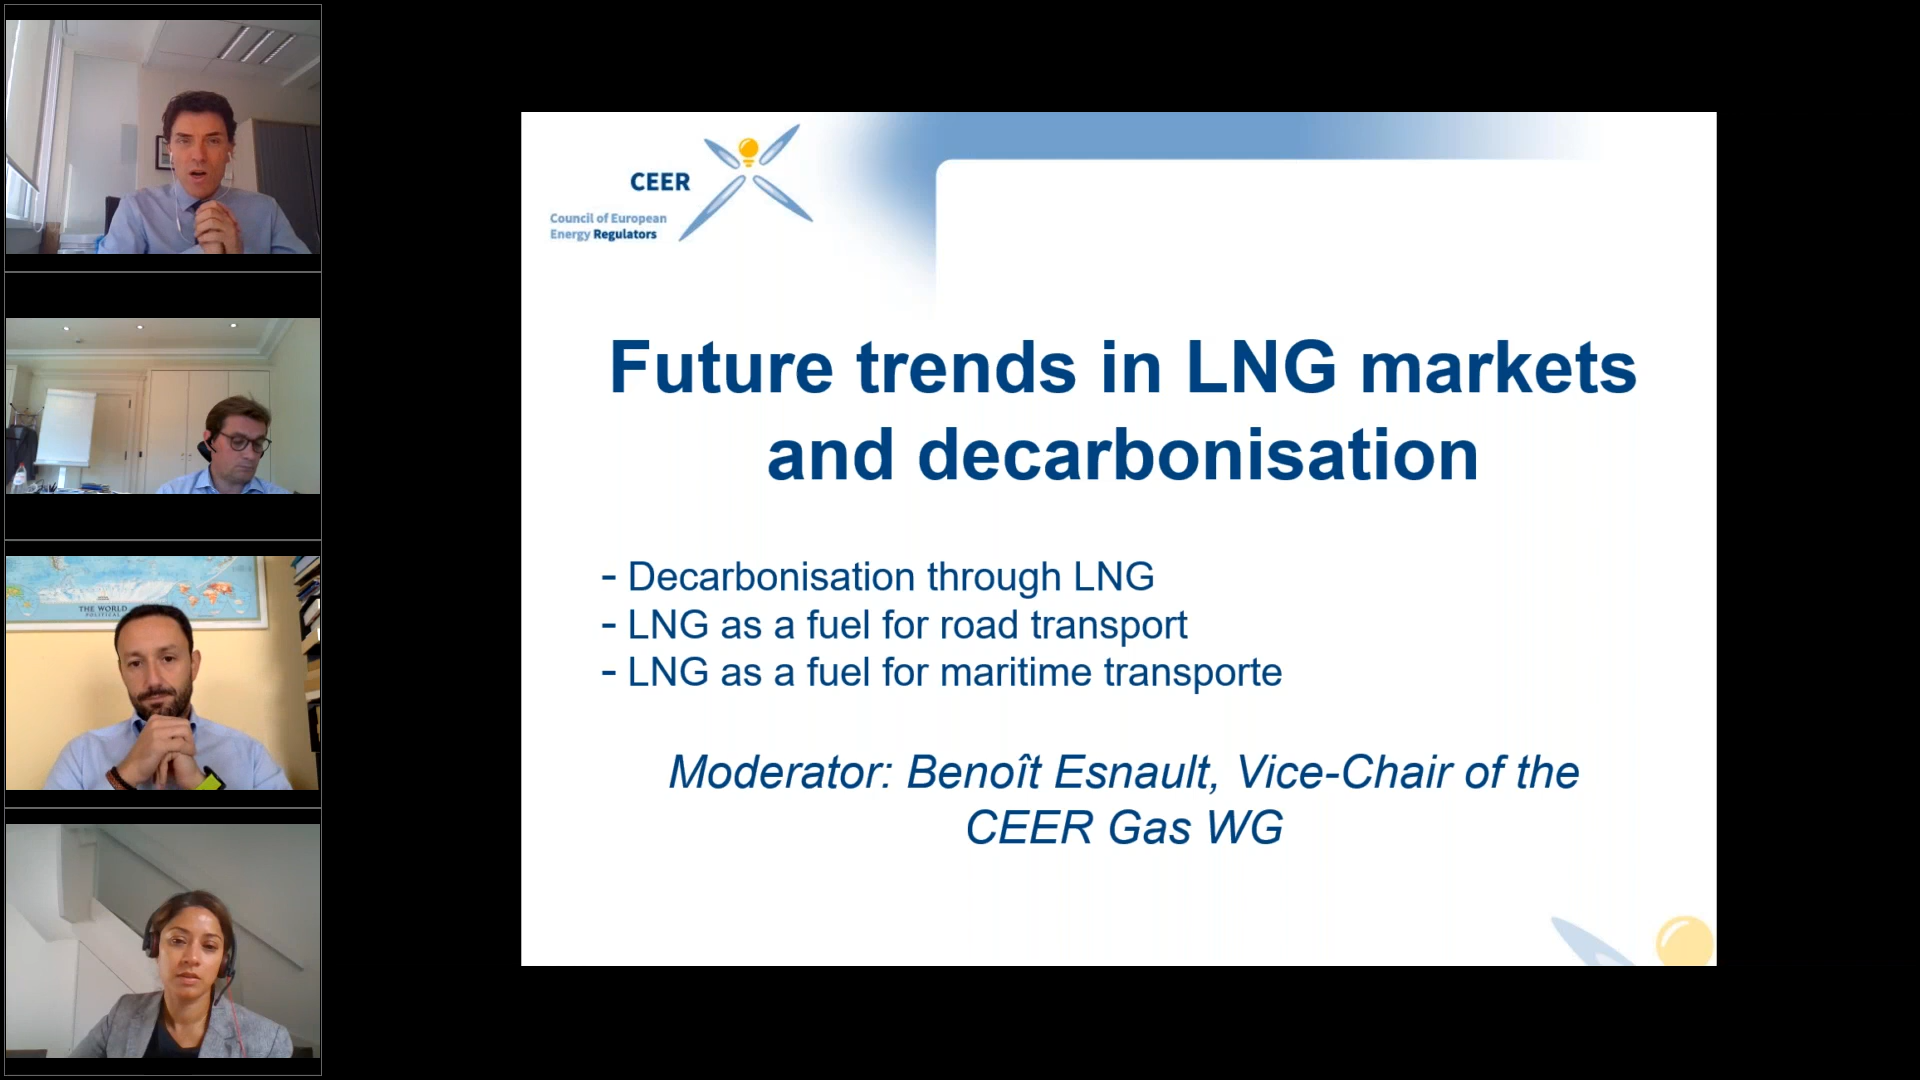 CEER
Council of European
Energy Regulators
Future trends in LNG markets
and decarbonisation
- Decarbonisation through LNG
- LNG as a fuel for road transport
- LNG as a fuel for maritime transporte
Moderator: Benoît Esnault, Vice-Chair of the
CEER Gas WG
THE WORLD
POLITICAL